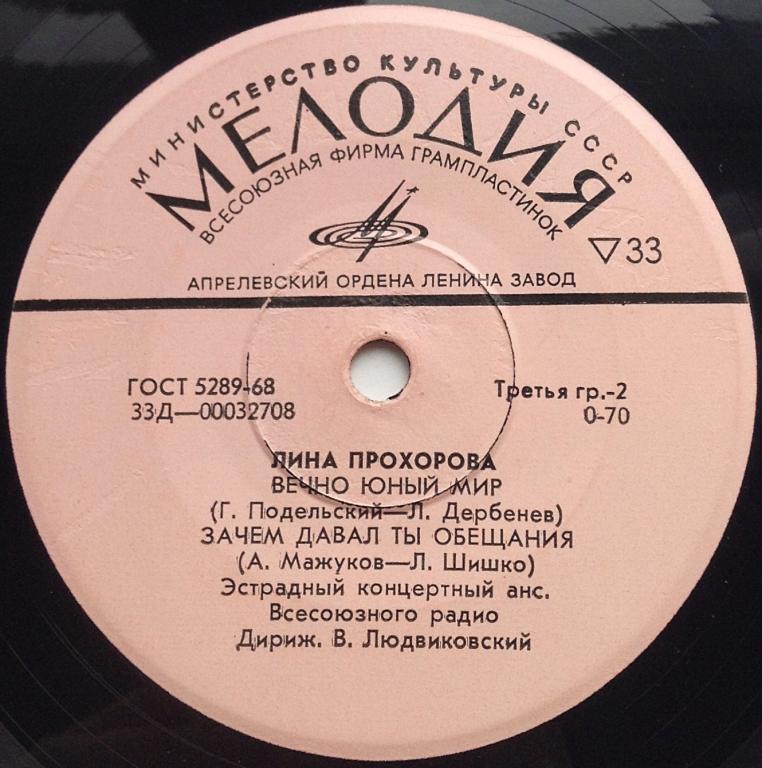 МИНИСТЕРСТВО КУЛЬТУРЫ СССР
МЕЛОДИЯ
ВСЕСОЮЗНАЯ ФИРМА ГРАМПЛАСТИНОК
▽33
АПРЕЛЕВСКИЙ ОРДЕНА ЛЕНИНА ЗАВОД
ГОСТ 5289-68 Третья гр.-2
33Д—00032708 0-70
ЛИНА ПРОХОРОВА
ВЕЧНО ЮНЫЙ МИР
(Г. Подельский—Л. Дербенев)
ЗАЧЕМ ДАВАЛ ТЫ ОБЕЩАНИЯ
(А. Мажуков—Л. Шишко)
Эстрадный концертный анс.
Всесоюзного радио
Дириж. В. Людвиковский